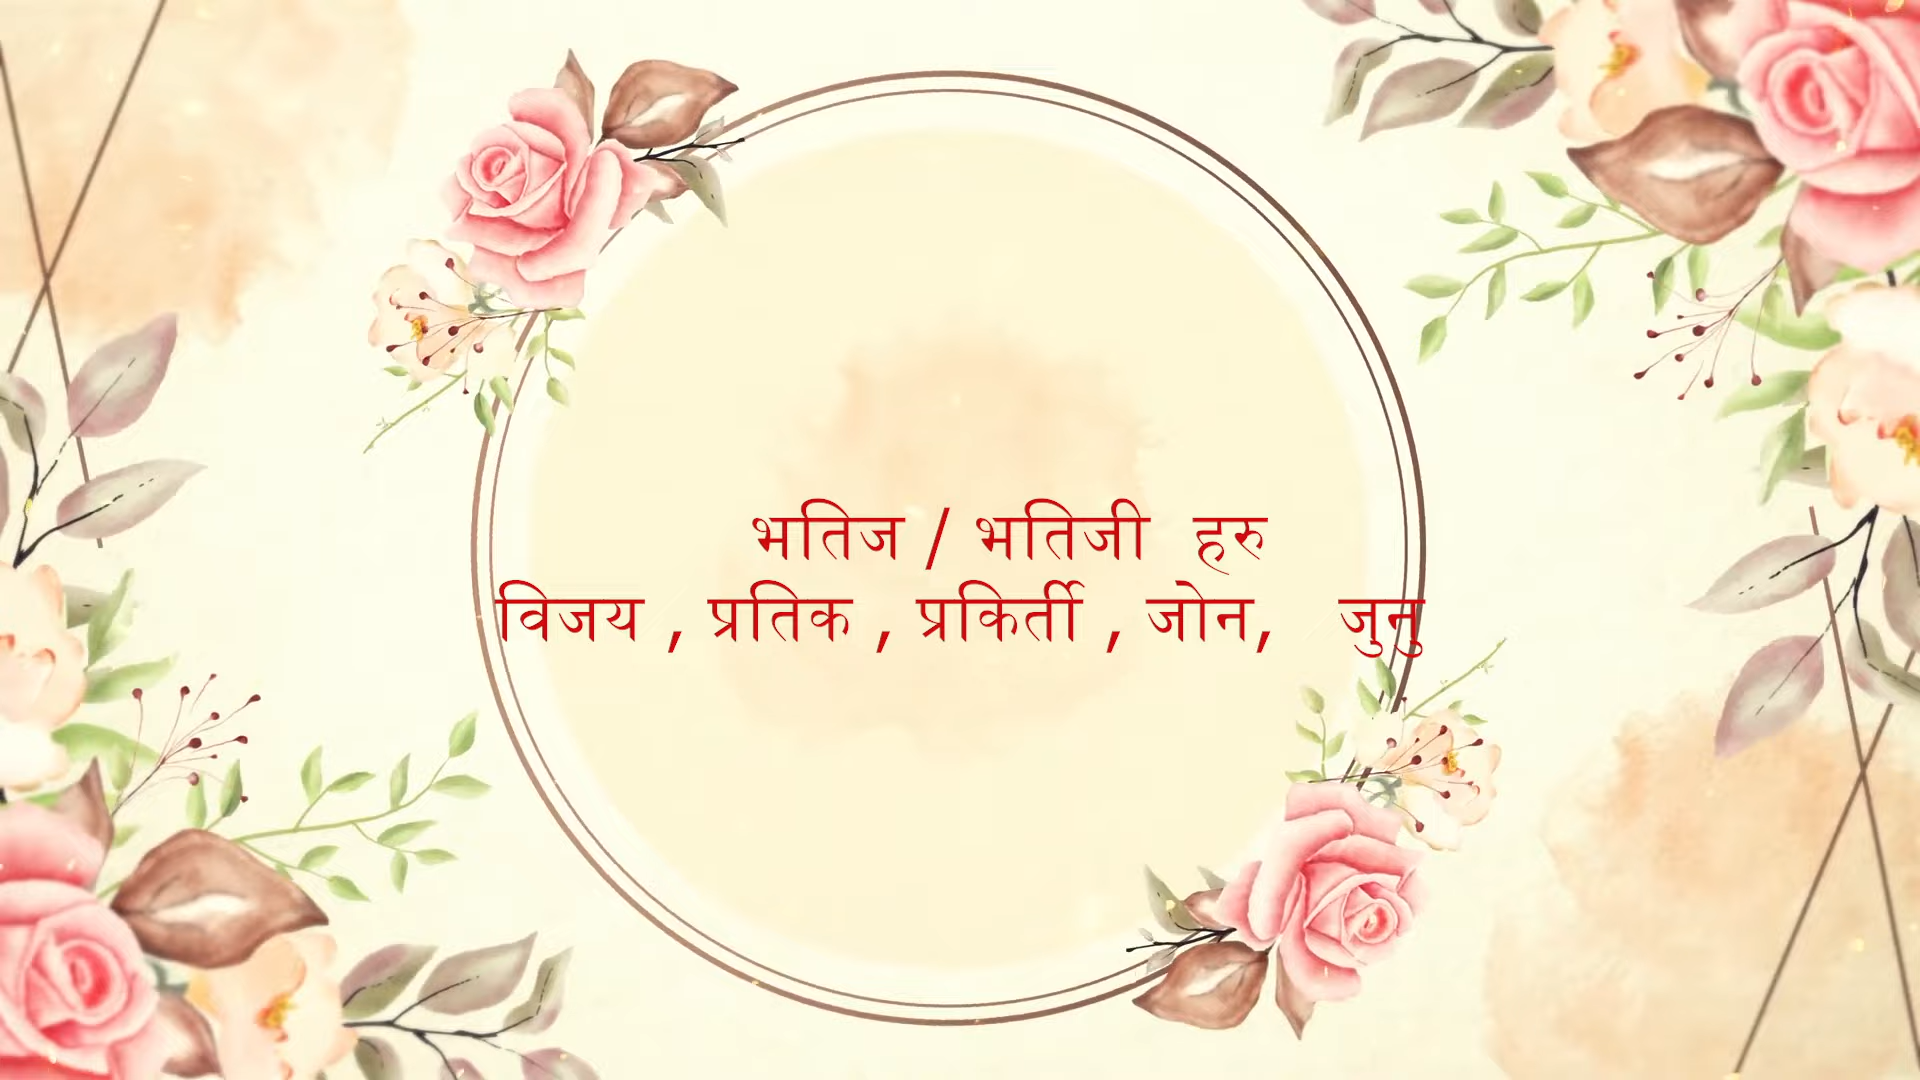 भतिज / भतिजी हरु
विजय , प्रतिक , प्रकिर्ती , जोन, जुनु